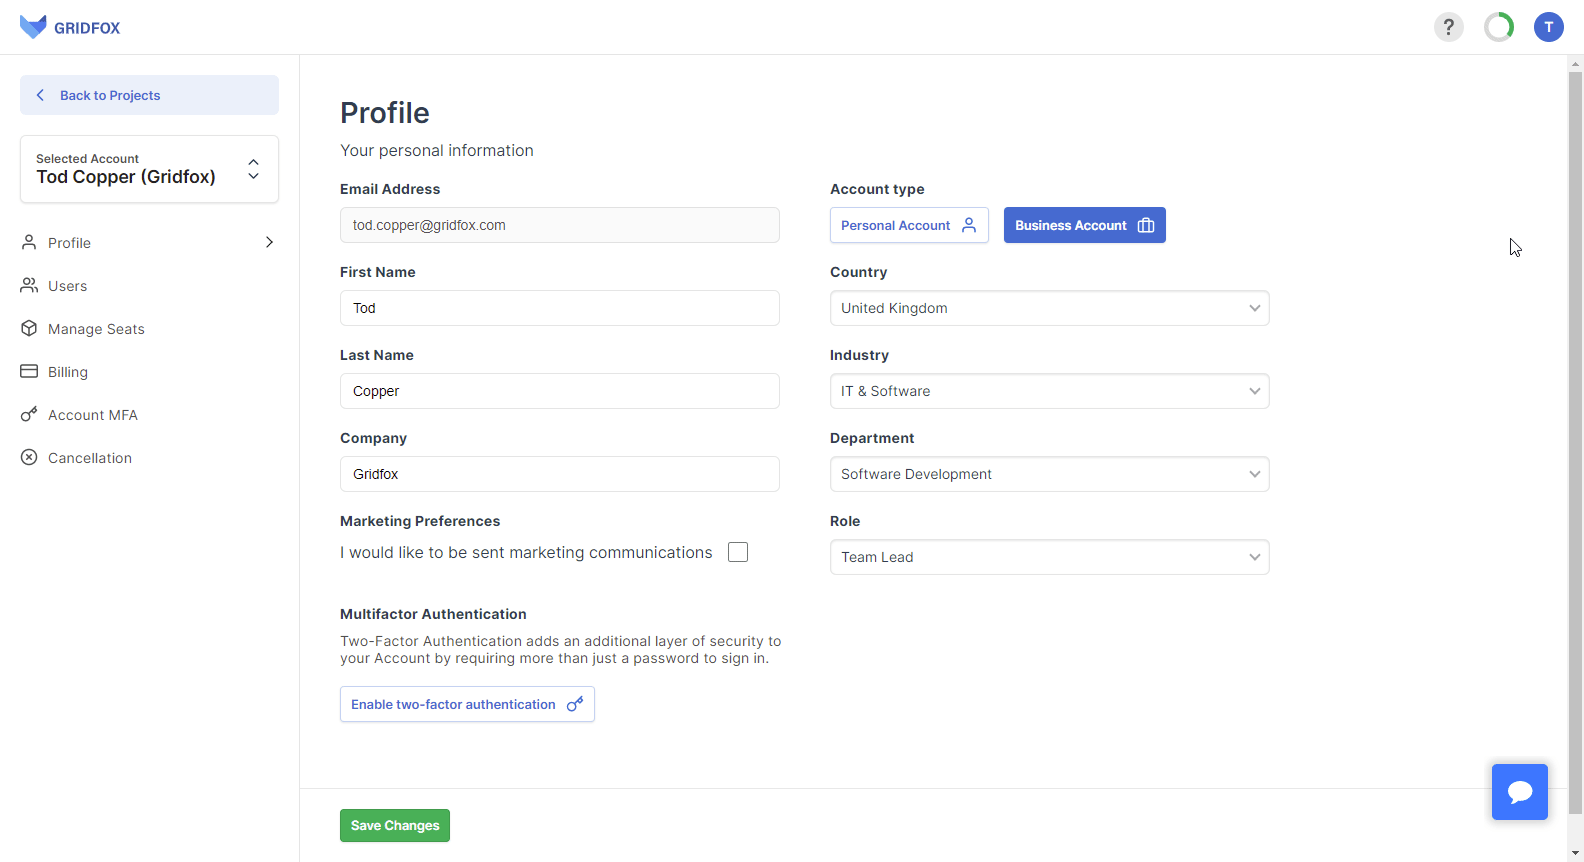 GRIDFOX
?
T
Back to Projects
Selected Account
Tod Copper (Gridfox)
Profile
Users
Manage Seats
Billing
Account MFA
Cancellation
Profile
Your personal information
Email Address
tod.copper@gridfox.com
First Name
Tod
Last Name
Copper
Company
Gridfox
Marketing Preferences
I would like to be sent marketing communications
Multifactor Authentication
Two-Factor Authentication adds an additional layer of security to
your Account by requiring more than just a password to sign in.
Enable two-factor authentication
Account type
Personal Account
Business Account
Country
United Kingdom
Industry
IT & Software
Department
Software Development
Role
Team Lead
Save Changes